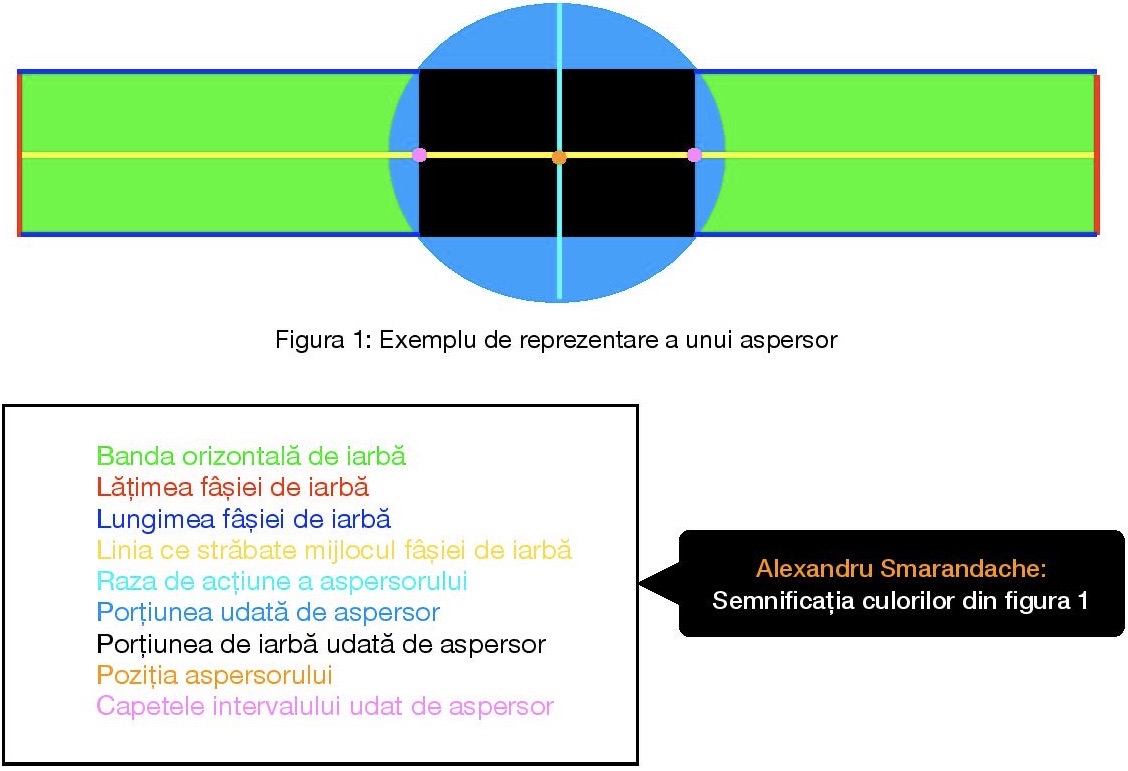 Figura 1: Exemplu de reprezentare a unui aspersor
Banda orizontală de iarbă
Lățimea fâșiei de iarbă
Lungimea fâșiei de iarbă
Linia ce străbate mijlocul fâșiei de iarbă
Raza de acțiune a aspersorului
Porțiunea udată de aspersor
Porțiunea de iarbă udată de aspersor
Poziția aspersorului
Capetele intervalului udat de aspersor
Alexandru Smarandache:
Semnificația culorilor din figura 1